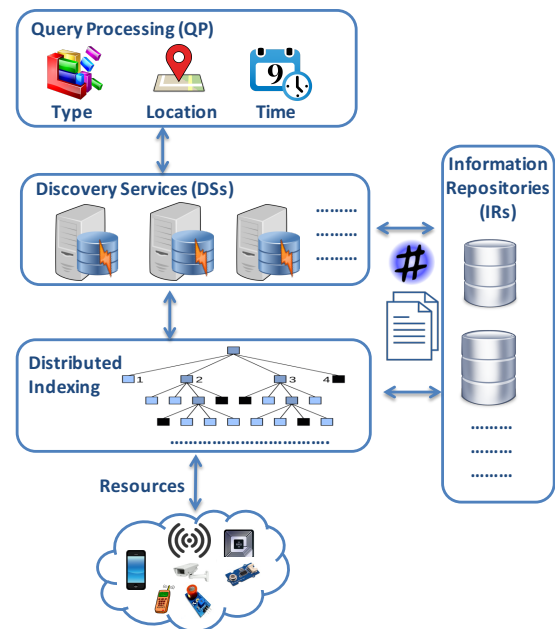 Query Processing (QP)
9
Type Location Time
Discovery Services (DSs)
………
………
………
Information
Repositories
(IRs)
#
Distributed
Indexing
1 2 3 4
………………………………
………
………
………
Resources